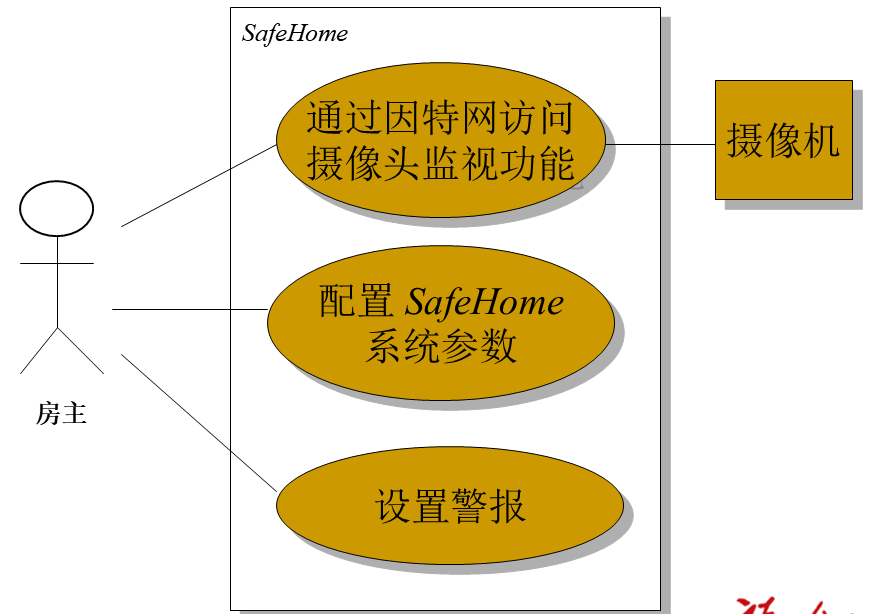 SafeHome
通过因特网访问
摄像头监视功能
摄像机
配置 SafeHome
系统参数
房主
设置警报